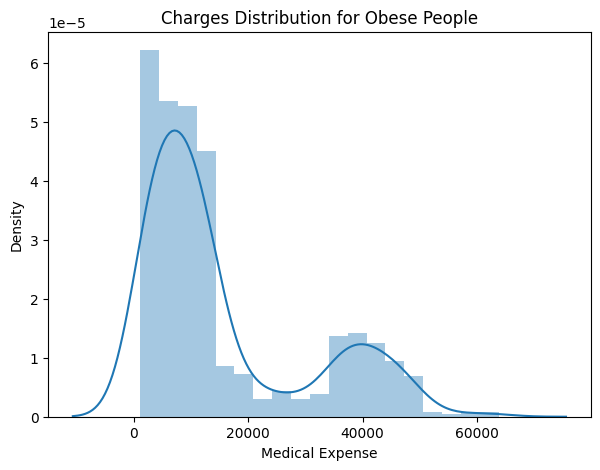 Charges Distribution for Obese People
1e−5
6
5
4
3
2
1
0
Density
0 20000 40000 60000
Medical Expense